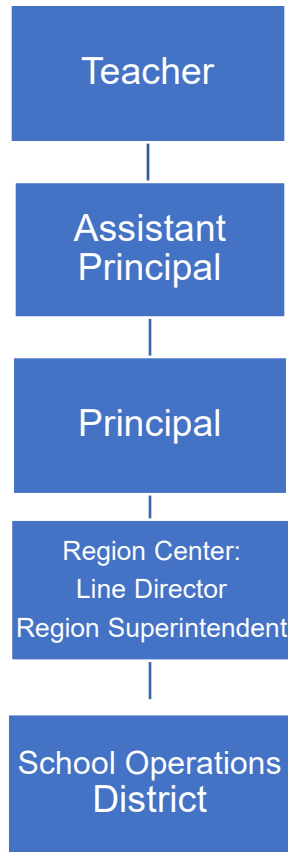 Teacher
Assistant
Principal
Principal
Region Center:
Line Director
Region Superintendent
School Operations
District